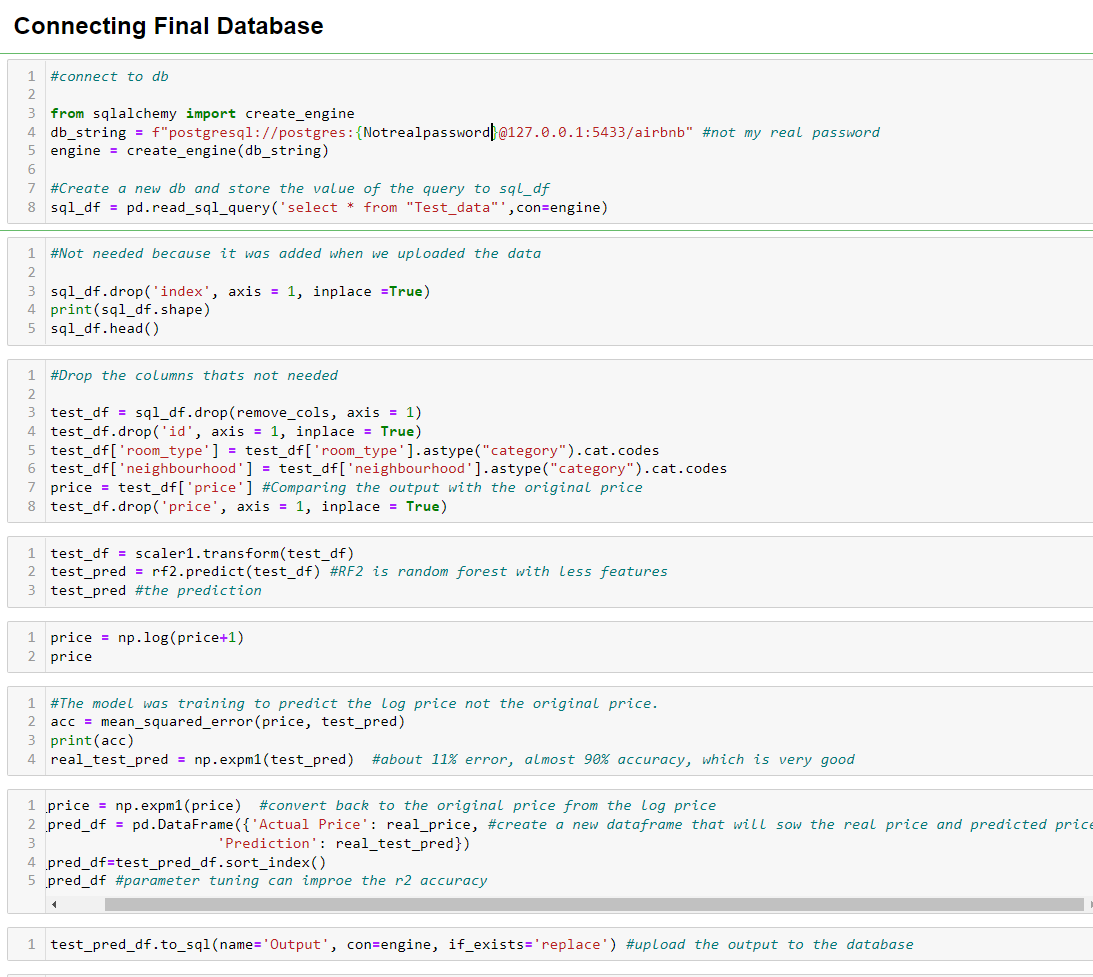 Connecting Final Database
1 #connect to db
2
3 from sqlalchemy import create_engine
4 db_string = f"postgresql://postgres:{Notrealpassword}@127.0.0.1:5433/airbnb" #not my real password
5 engine = create_engine(db_string)
6
7 #Create a new db and store the value of the query to sql_df
8 sql_df = pd.read_sql_query('select * from "Test_data"',con=engine)
1 #Not needed because it was added when we uploaded the data
2
3 sql_df.drop('index', axis = 1, inplace =True)
4 print(sql_df.shape)
5 sql_df.head()
1 #Drop the columns thats not needed
2
3 test_df = sql_df.drop(remove_cols, axis = 1)
4 test_df.drop('id', axis = 1, inplace = True)
5 test_df['room_type'] = test_df['room_type'].astype("category").cat.codes
6 test_df['neighbourhood'] = test_df['neighbourhood'].astype("category").cat.codes
7 price = test_df['price'] #Comparing the output with the original price
8 test_df.drop('price', axis = 1, inplace = True)
1 test_df = scaler1.transform(test_df)
2 test_pred = rf2.predict(test_df) #RF2 is random forest with less features
3 test_pred #the prediction
1 price = np.log(price+1)
2 price
1 #The model was training to predict the log price not the original price.
2 acc = mean_squared_error(price, test_pred)
3 print(acc)
4 real_test_pred = np.expm1(test_pred)  #about 11% error, almost 90% accuracy, which is very good
1 _price = np.expm1(price)  #convert back to the original price from the log price
2 _pred_df = pd.DataFrame({'Actual Price': real_price, #create a new dataframe that will sow the real price and predicted price
3 'Prediction': real_test_pred})
4 _pred_df=test_pred_df.sort_index()
5 _pred_df #parameter tuning can improe the r2 accuracy
1 test_pred_df.to_sql(name='Output', con=engine, if_exists='replace') #upload the output to the database